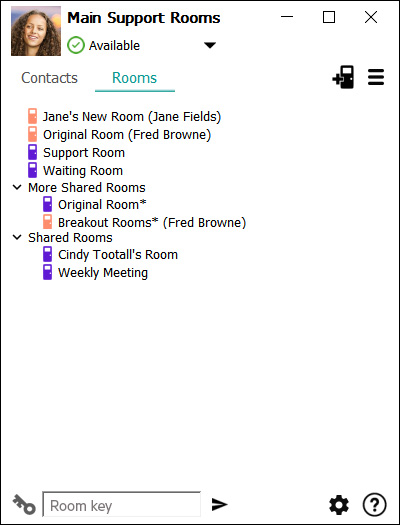 Main Support Rooms
Available
Contacts Rooms
Jane's New Room (Jane Fields)
Original Room (Fred Browne)
Support Room
Waiting Room
More Shared Rooms
Original Room*
Breakout Rooms* (Fred Browne)
Shared Rooms
Cindy Tootall's Room
Weekly Meeting
Room key
?